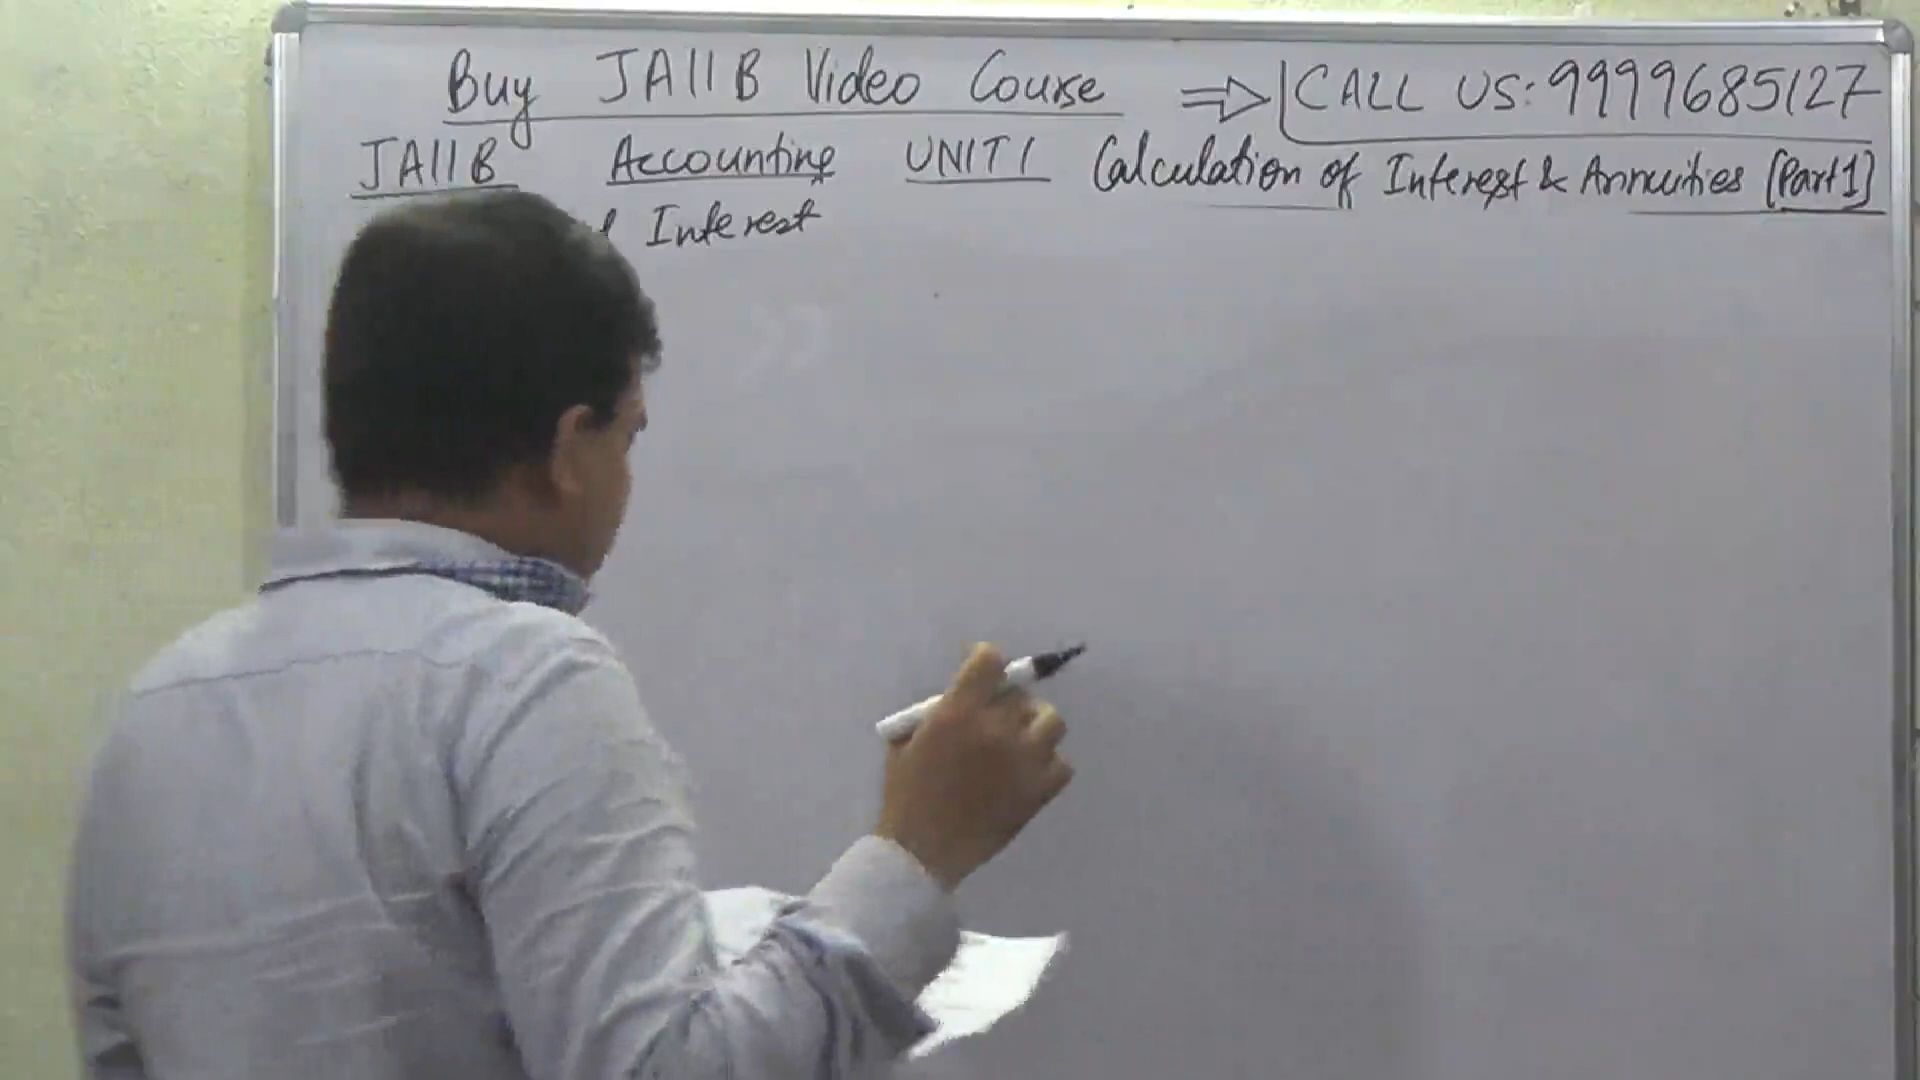 Buy JAIIB Video Course ⇒ CALL US: 9999685127
JAIIB Accounting UNIT 1 Calculation of Interest & Annuities (Part 1)
Interest